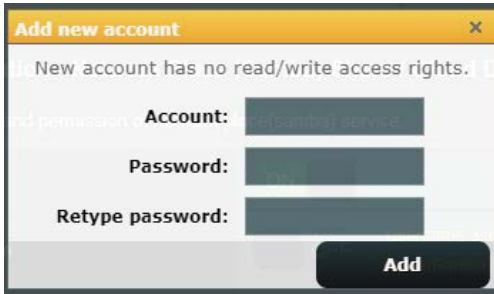 Add new account ×
New account has no read/write access rights.
Account:
Password:
Retype password:
Add